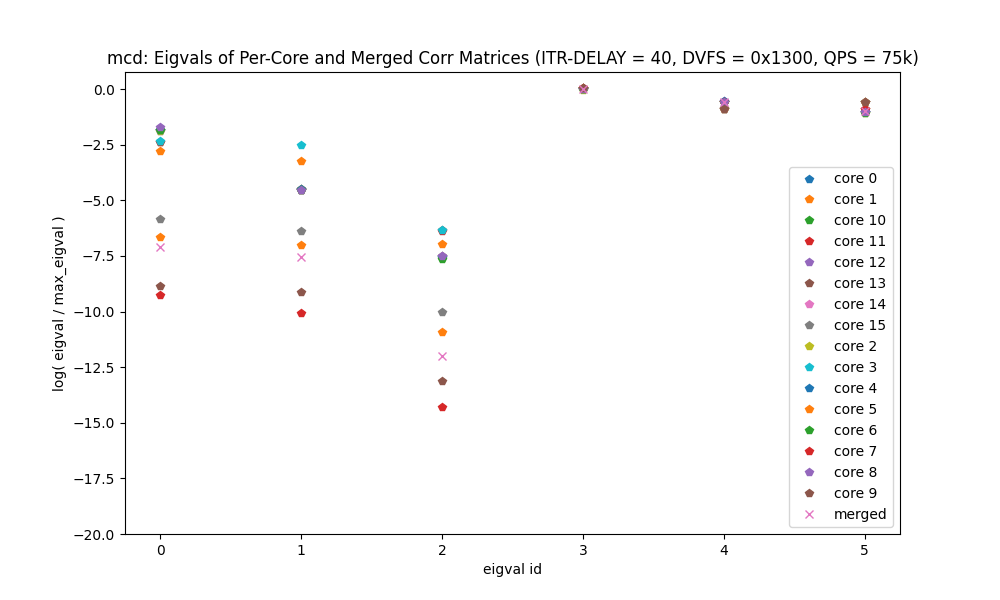 mcd: Eigvals of Per-Core and Merged Corr Matrices (ITR-DELAY = 40, DVFS = 0x1300, QPS = 75k)
log( eigval / max_eigval )
0.0
−2.5
−5.0
−7.5
−10.0
−12.5
−15.0
−17.5
−20.0
0 1 2 3 4 5
eigval id
core 0
core 1
core 10
core 11
core 12
core 13
core 14
core 15
core 2
core 3
core 4
core 5
core 6
core 7
core 8
core 9
merged